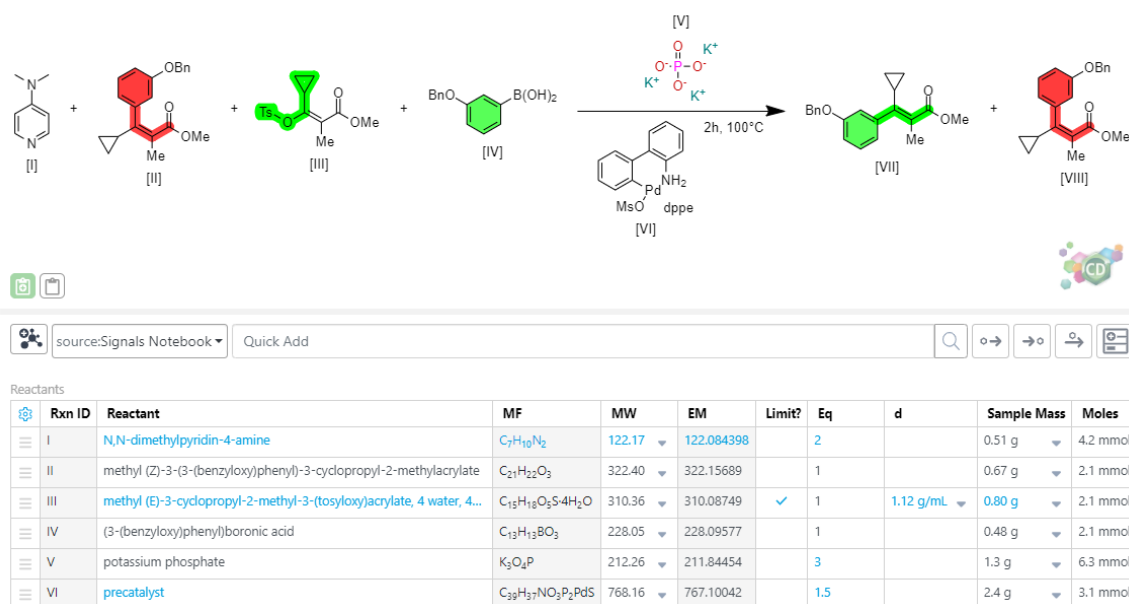 [V]
O
O⁻ P O⁻
O⁻
K⁺
K⁺
K⁺
N
N
[I]
+
OBn
O
OMe
Me
[II]
+
Ts
O
O
OMe
Me
[III]
+
BnO
B(OH)₂
[IV]
2h, 100°C
NH₂
Pd
MsO dppe
[VI]
BnO
O
OMe
Me
[VII]
+
OBn
O
OMe
Me
[VIII]
CD
source:Signals Notebook Quick Add
Reactants
Rxn ID Reactant MF MW EM Limit? Eq d Sample Mass Moles
I N,N-dimethylpyridin-4-amine C₇H₁₀N₂ 122.17 122.084398 2 0.51 g 4.2 mmo
II methyl (Z)-3-(3-(benzyloxy)phenyl)-3-cyclopropyl-2-methylacrylate C₂₁H₂₂O₃ 322.40 322.15689 1 0.67 g 2.1 mmo
III methyl (E)-3-cyclopropyl-2-methyl-3-(tosyloxy)acrylate, 4 water, 4... C₁₅H₁₈O₅S·4H₂O 310.36 310.08749 1 1.12 g/mL 0.80 g 2.1 mmo
IV (3-(benzyloxy)phenyl)boronic acid C₁₃H₁₃BO₃ 228.05 228.09577 1 0.48 g 2.1 mmo
V potassium phosphate K₃O₄P 212.26 211.84454 3 1.3 g 6.3 mmo
VI precatalyst C₃₉H₃₇NO₃P₂PdS 768.16 767.10042 1.5 2.4 g 3.1 mmo